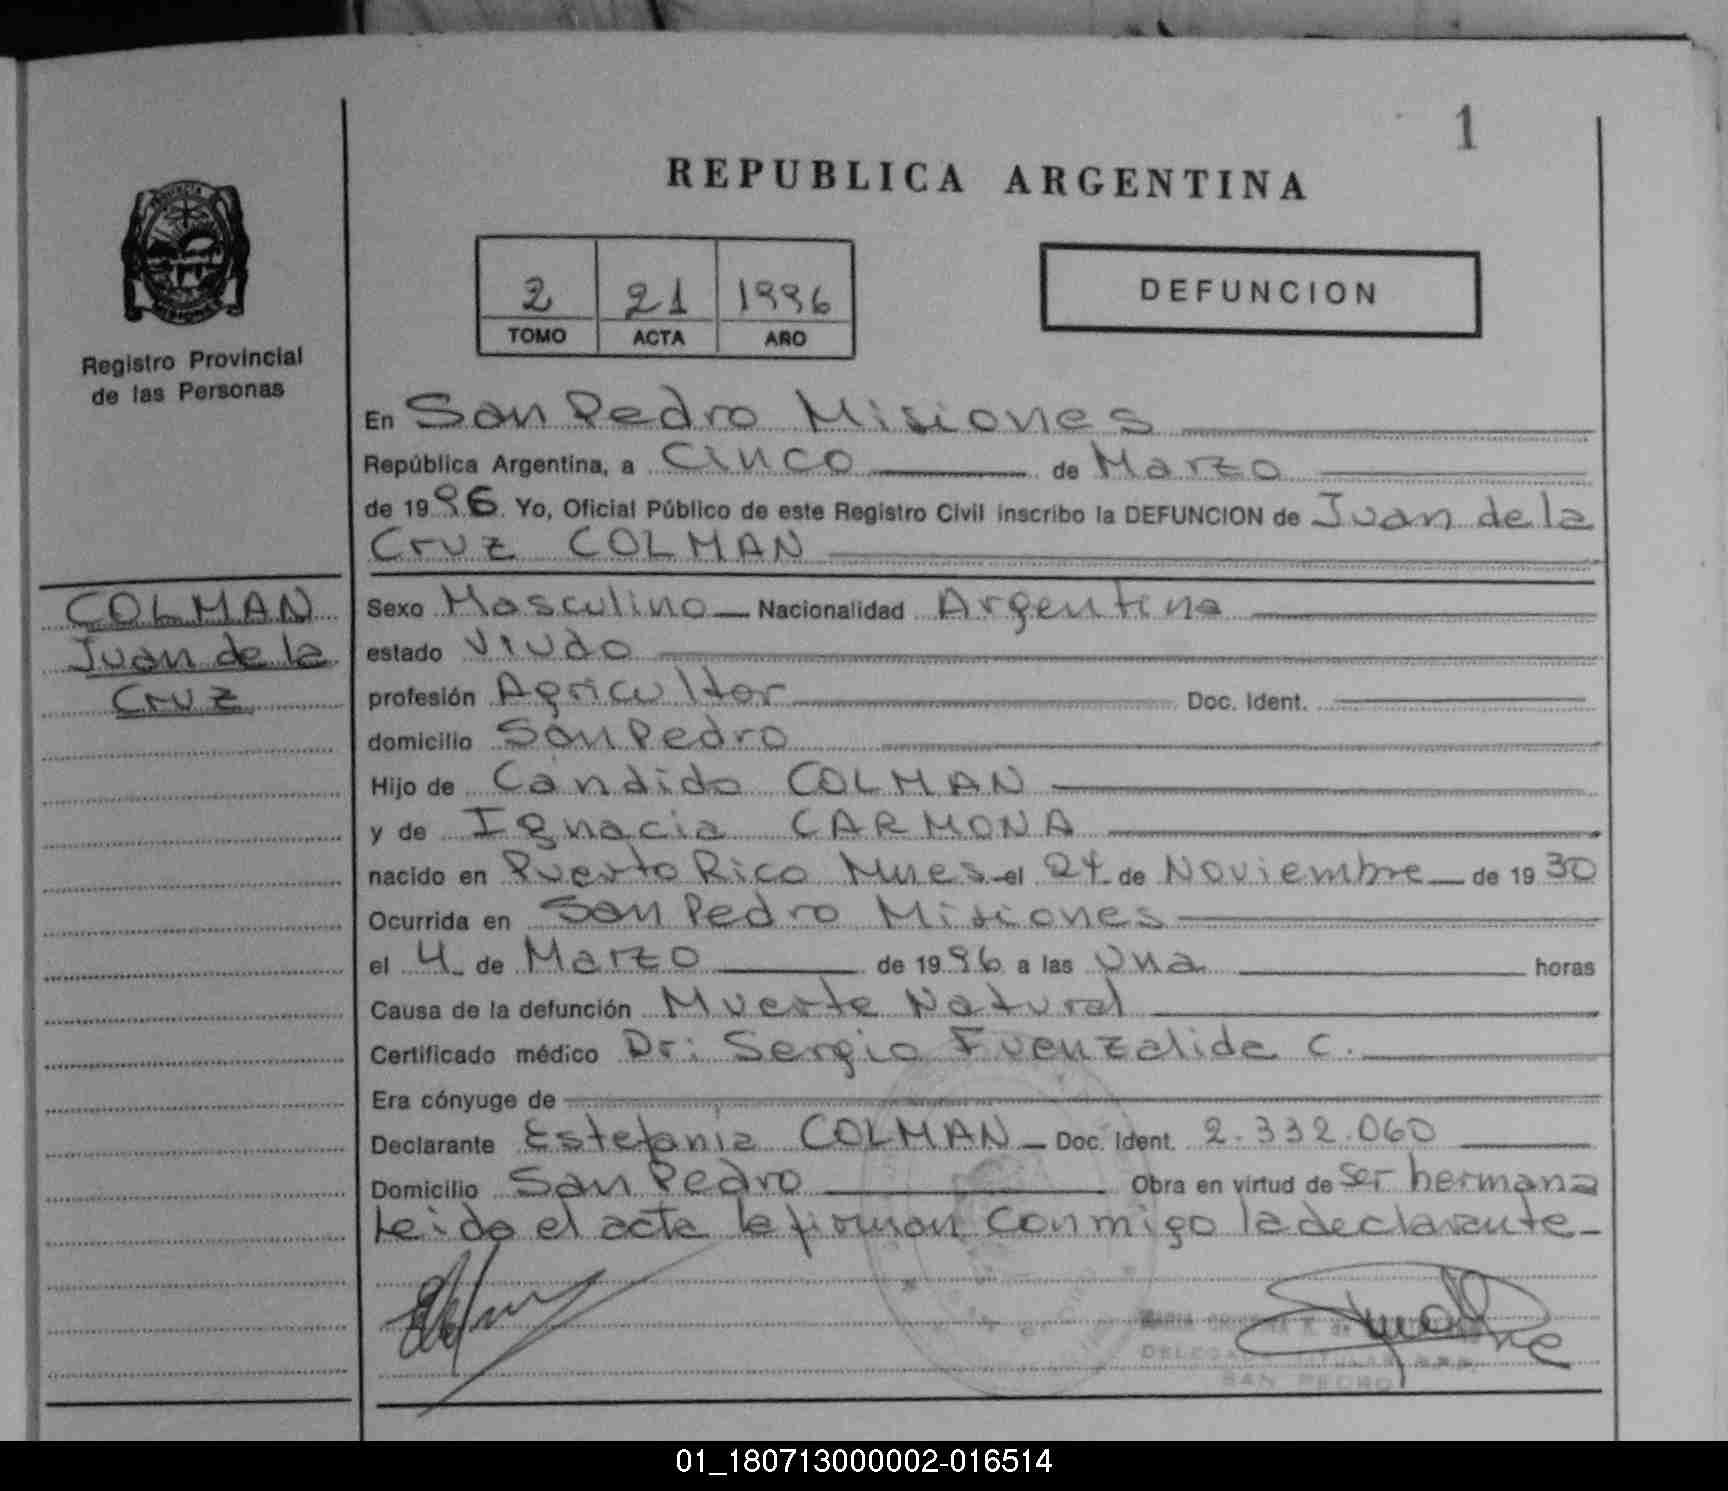 1
REPUBLICA ARGENTINA
2 21 1996
TOMO ACTA AÑO
DEFUNCION
Registro Provincial
de las Personas
COLMAN
Juan de la
Cruz
En San Pedro Misiones
República Argentina, a Cinco de Marzo
de 1996. Yo, Oficial Público de este Registro Civil inscribo la DEFUNCION de Juan de la
Cruz COLMAN
Sexo Masculino Nacionalidad Argentina
estado Viudo
profesión Agricultor Doc. Ident.
domicilio San Pedro
Hijo de Candido COLMAN
y de Ignacia CARMONA
nacido en Puerto Rico Mnes el 24 de Noviembre de 1930
Ocurrida en San Pedro Misiones
el 4 de Marzo de 1996 a las Una horas
Causa de la defunción Muerte Natural
Certificado médico Dr: Sergio Fuenzalida C.
Era cónyuge de
Declarante Estefania COLMAN Doc. Ident. 2.332.060
Domicilio San Pedro Obra en virtud de ser hermana
Leido el acta la firman conmigo la declarante
SAN PEDRO
01_180713000002-016514